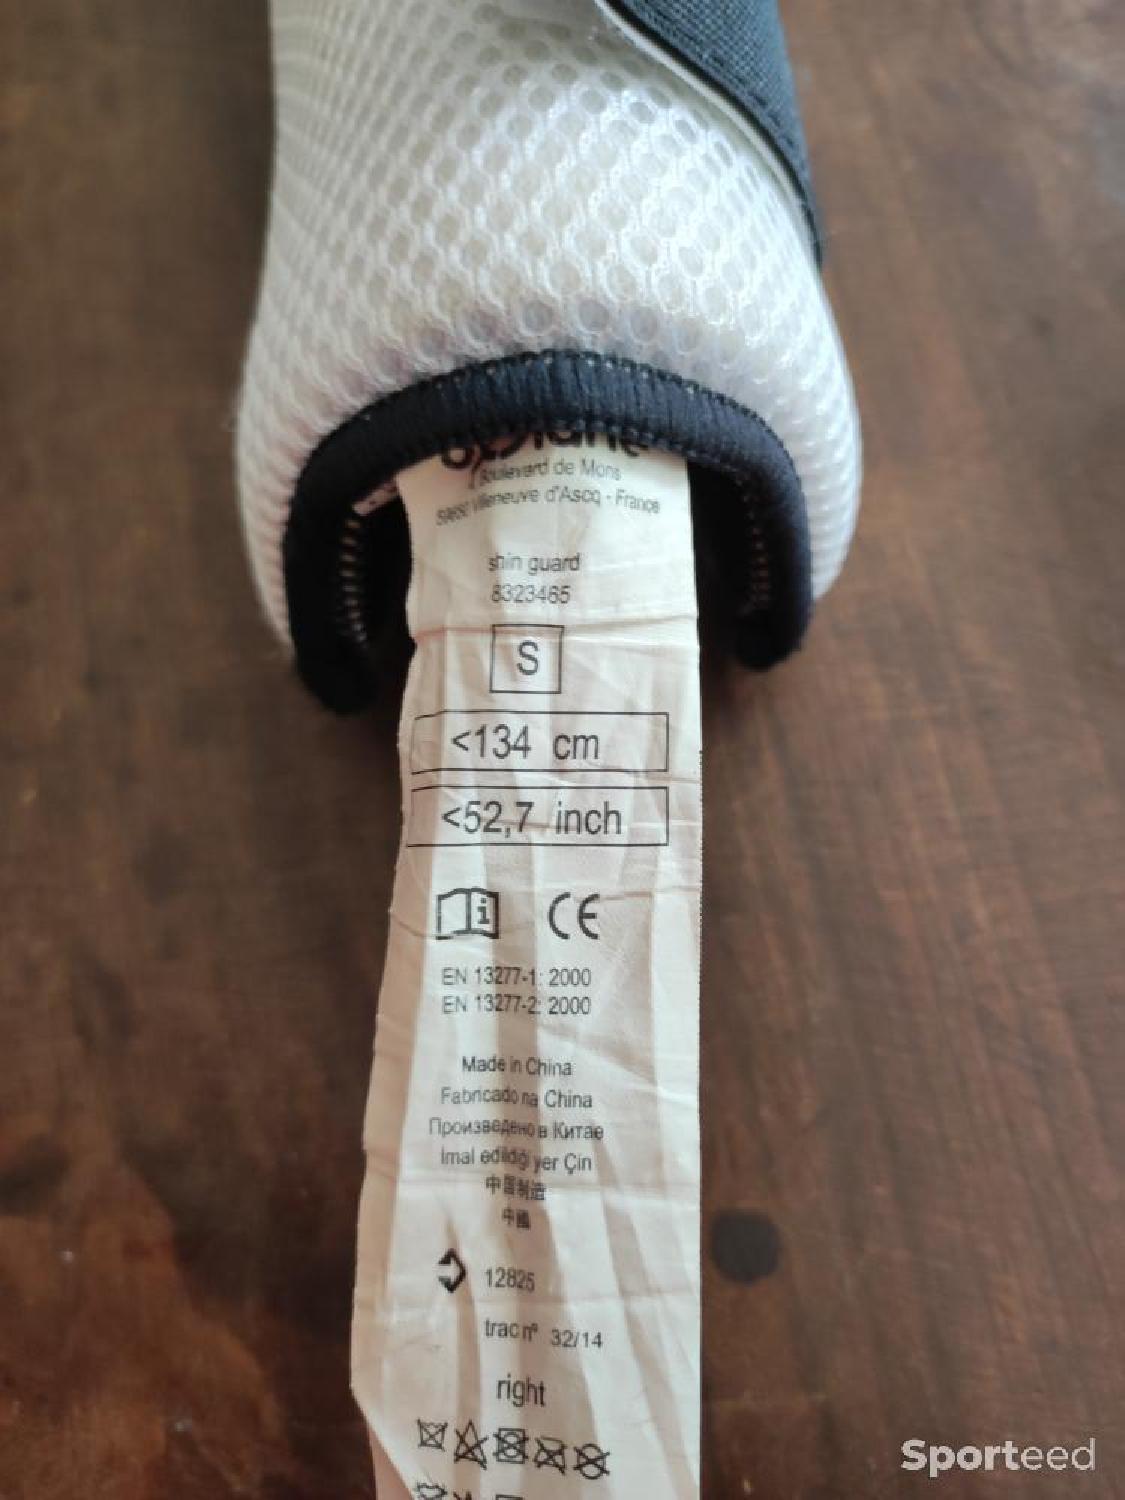 Boulevard de Mons
Villeneuve d'Ascq - France
shin guard
8323465
S
<134 cm
<52,7 inch
i
CE
EN 13277-1: 2000
EN 13277-2: 2000
Made in China
Fabricado na China
Произведено в Китае
İmal edildği yer Çin
中国制造
中國
12825
trac nº 32/14
right
Sporteed